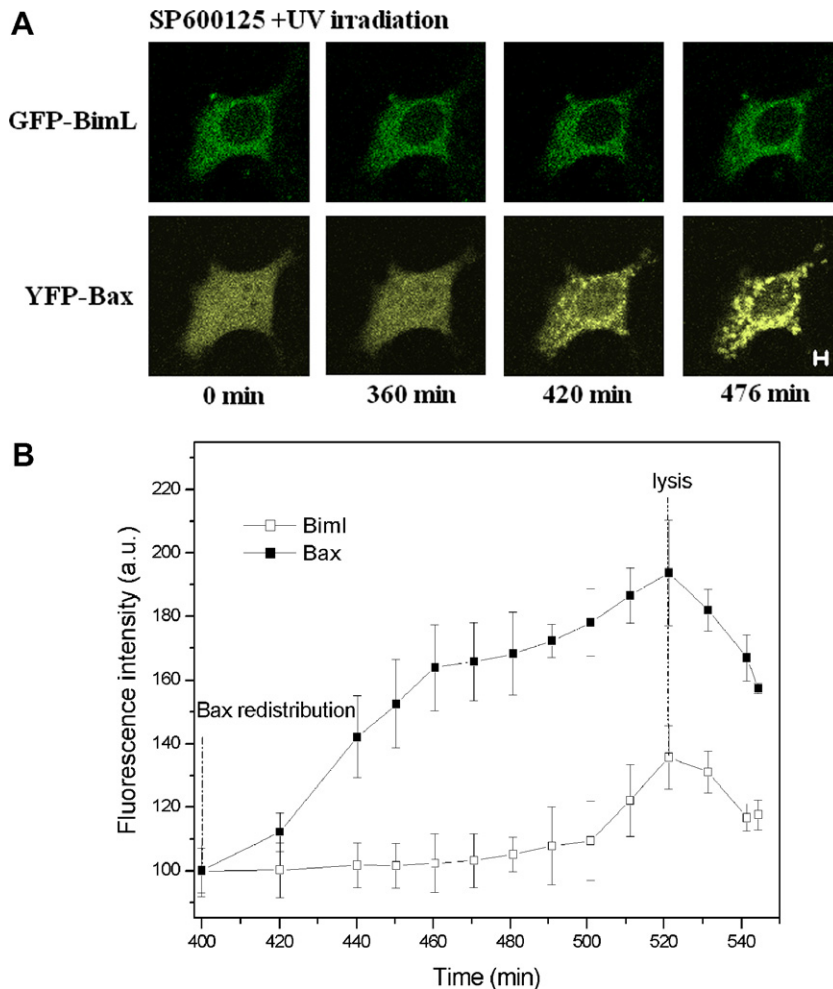 A
SP600125 +UV irradiation
GFP-BimL
YFP-Bax
0 min
360 min
420 min
476 min
B
Fluorescence intensity (a.u.)
220
200
180
160
140
120
100
Biml
Bax
Bax redistribution
lysis
400
420
440
460
480
500
520
540
Time (min)